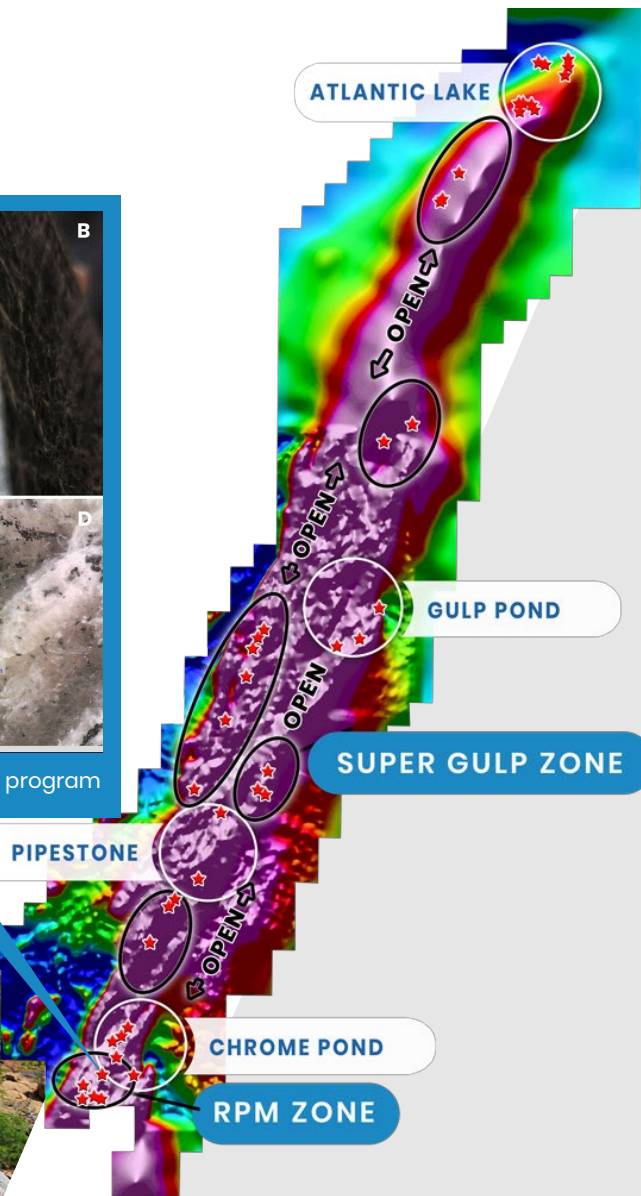 ATLANTIC LAKE
B
OPEN
D
OPEN
GULP POND
OPEN
SUPER GULP ZONE
program
PIPESTONE
OPEN
CHROME POND
RPM ZONE